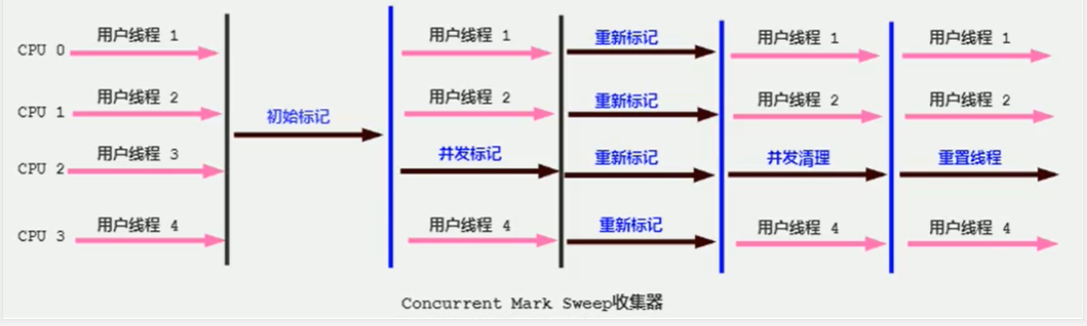 用户线程 1 用户线程 1 重新标记 用户线程 1 用户线程 1
CPU 0
用户线程 2 用户线程 2 重新标记 用户线程 2 用户线程 2
CPU 1
初始标记
用户线程 3 并发标记 重新标记 并发清理 重置线程
CPU 2
用户线程 4 用户线程 4 重新标记 用户线程 4 用户线程 4
CPU 3
Concurrent Mark Sweep收集器